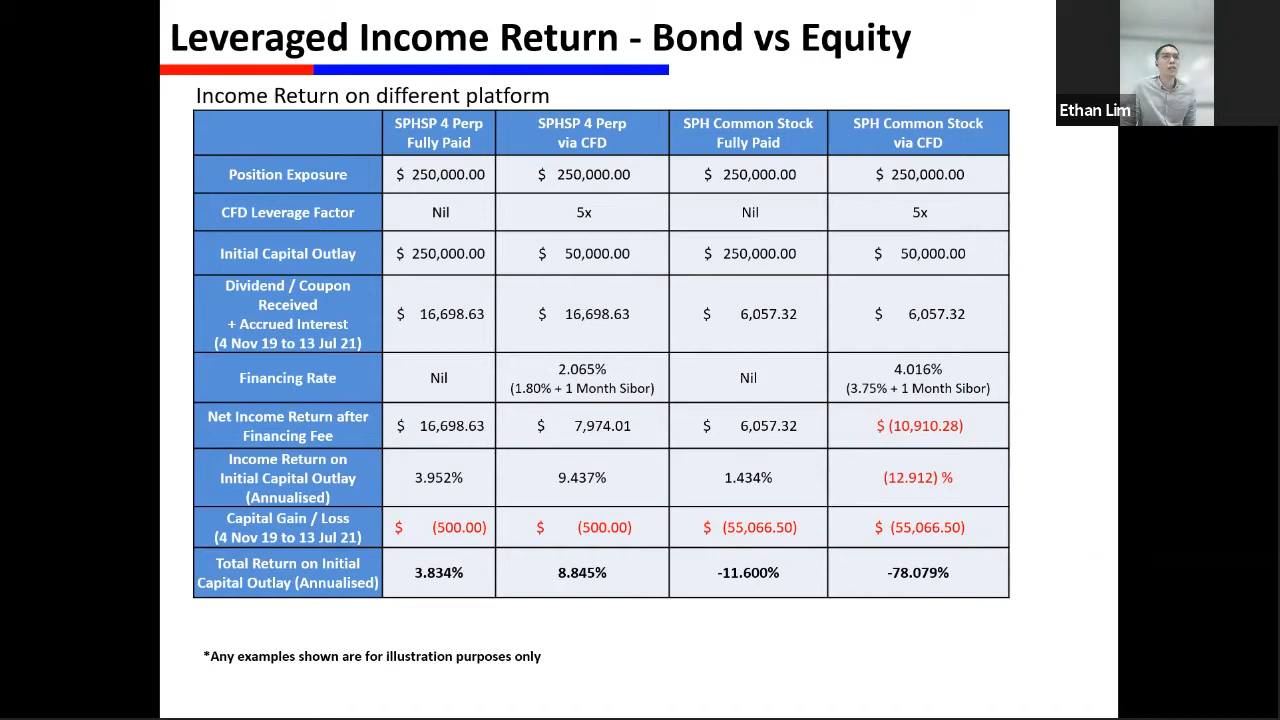 Leveraged Income Return - Bond vs Equity
Ethan Lim
Income Return on different platform
SPHSP 4 Perp
Fully Paid
SPHSP 4 Perp
via CFD
SPH Common Stock
Fully Paid
SPH Common Stock
via CFD
Position Exposure
$ 250,000.00
$ 250,000.00
$ 250,000.00
$ 250,000.00
CFD Leverage Factor
Nil
5x
Nil
5x
Initial Capital Outlay
$ 250,000.00
$ 50,000.00
$ 250,000.00
$ 50,000.00
Dividend / Coupon
Received
+ Accrued Interest
(4 Nov 19 to 13 Jul 21)
$ 16,698.63
$ 16,698.63
$ 6,057.32
$ 6,057.32
Financing Rate
Nil
2.065%
(1.80% + 1 Month Sibor)
Nil
4.016%
(3.75% + 1 Month Sibor)
Net Income Return after
Financing Fee
$ 16,698.63
$ 7,974.01
$ 6,057.32
$ (10,910.28)
Income Return on
Initial Capital Outlay
(Annualised)
3.952%
9.437%
1.434%
(12.912) %
Capital Gain / Loss
(4 Nov 19 to 13 Jul 21)
$ (500.00)
$ (500.00)
$ (55,066.50)
$ (55,066.50)
Total Return on Initial
Capital Outlay (Annualised)
3.834%
8.845%
-11.600%
-78.079%
*Any examples shown are for illustration purposes only